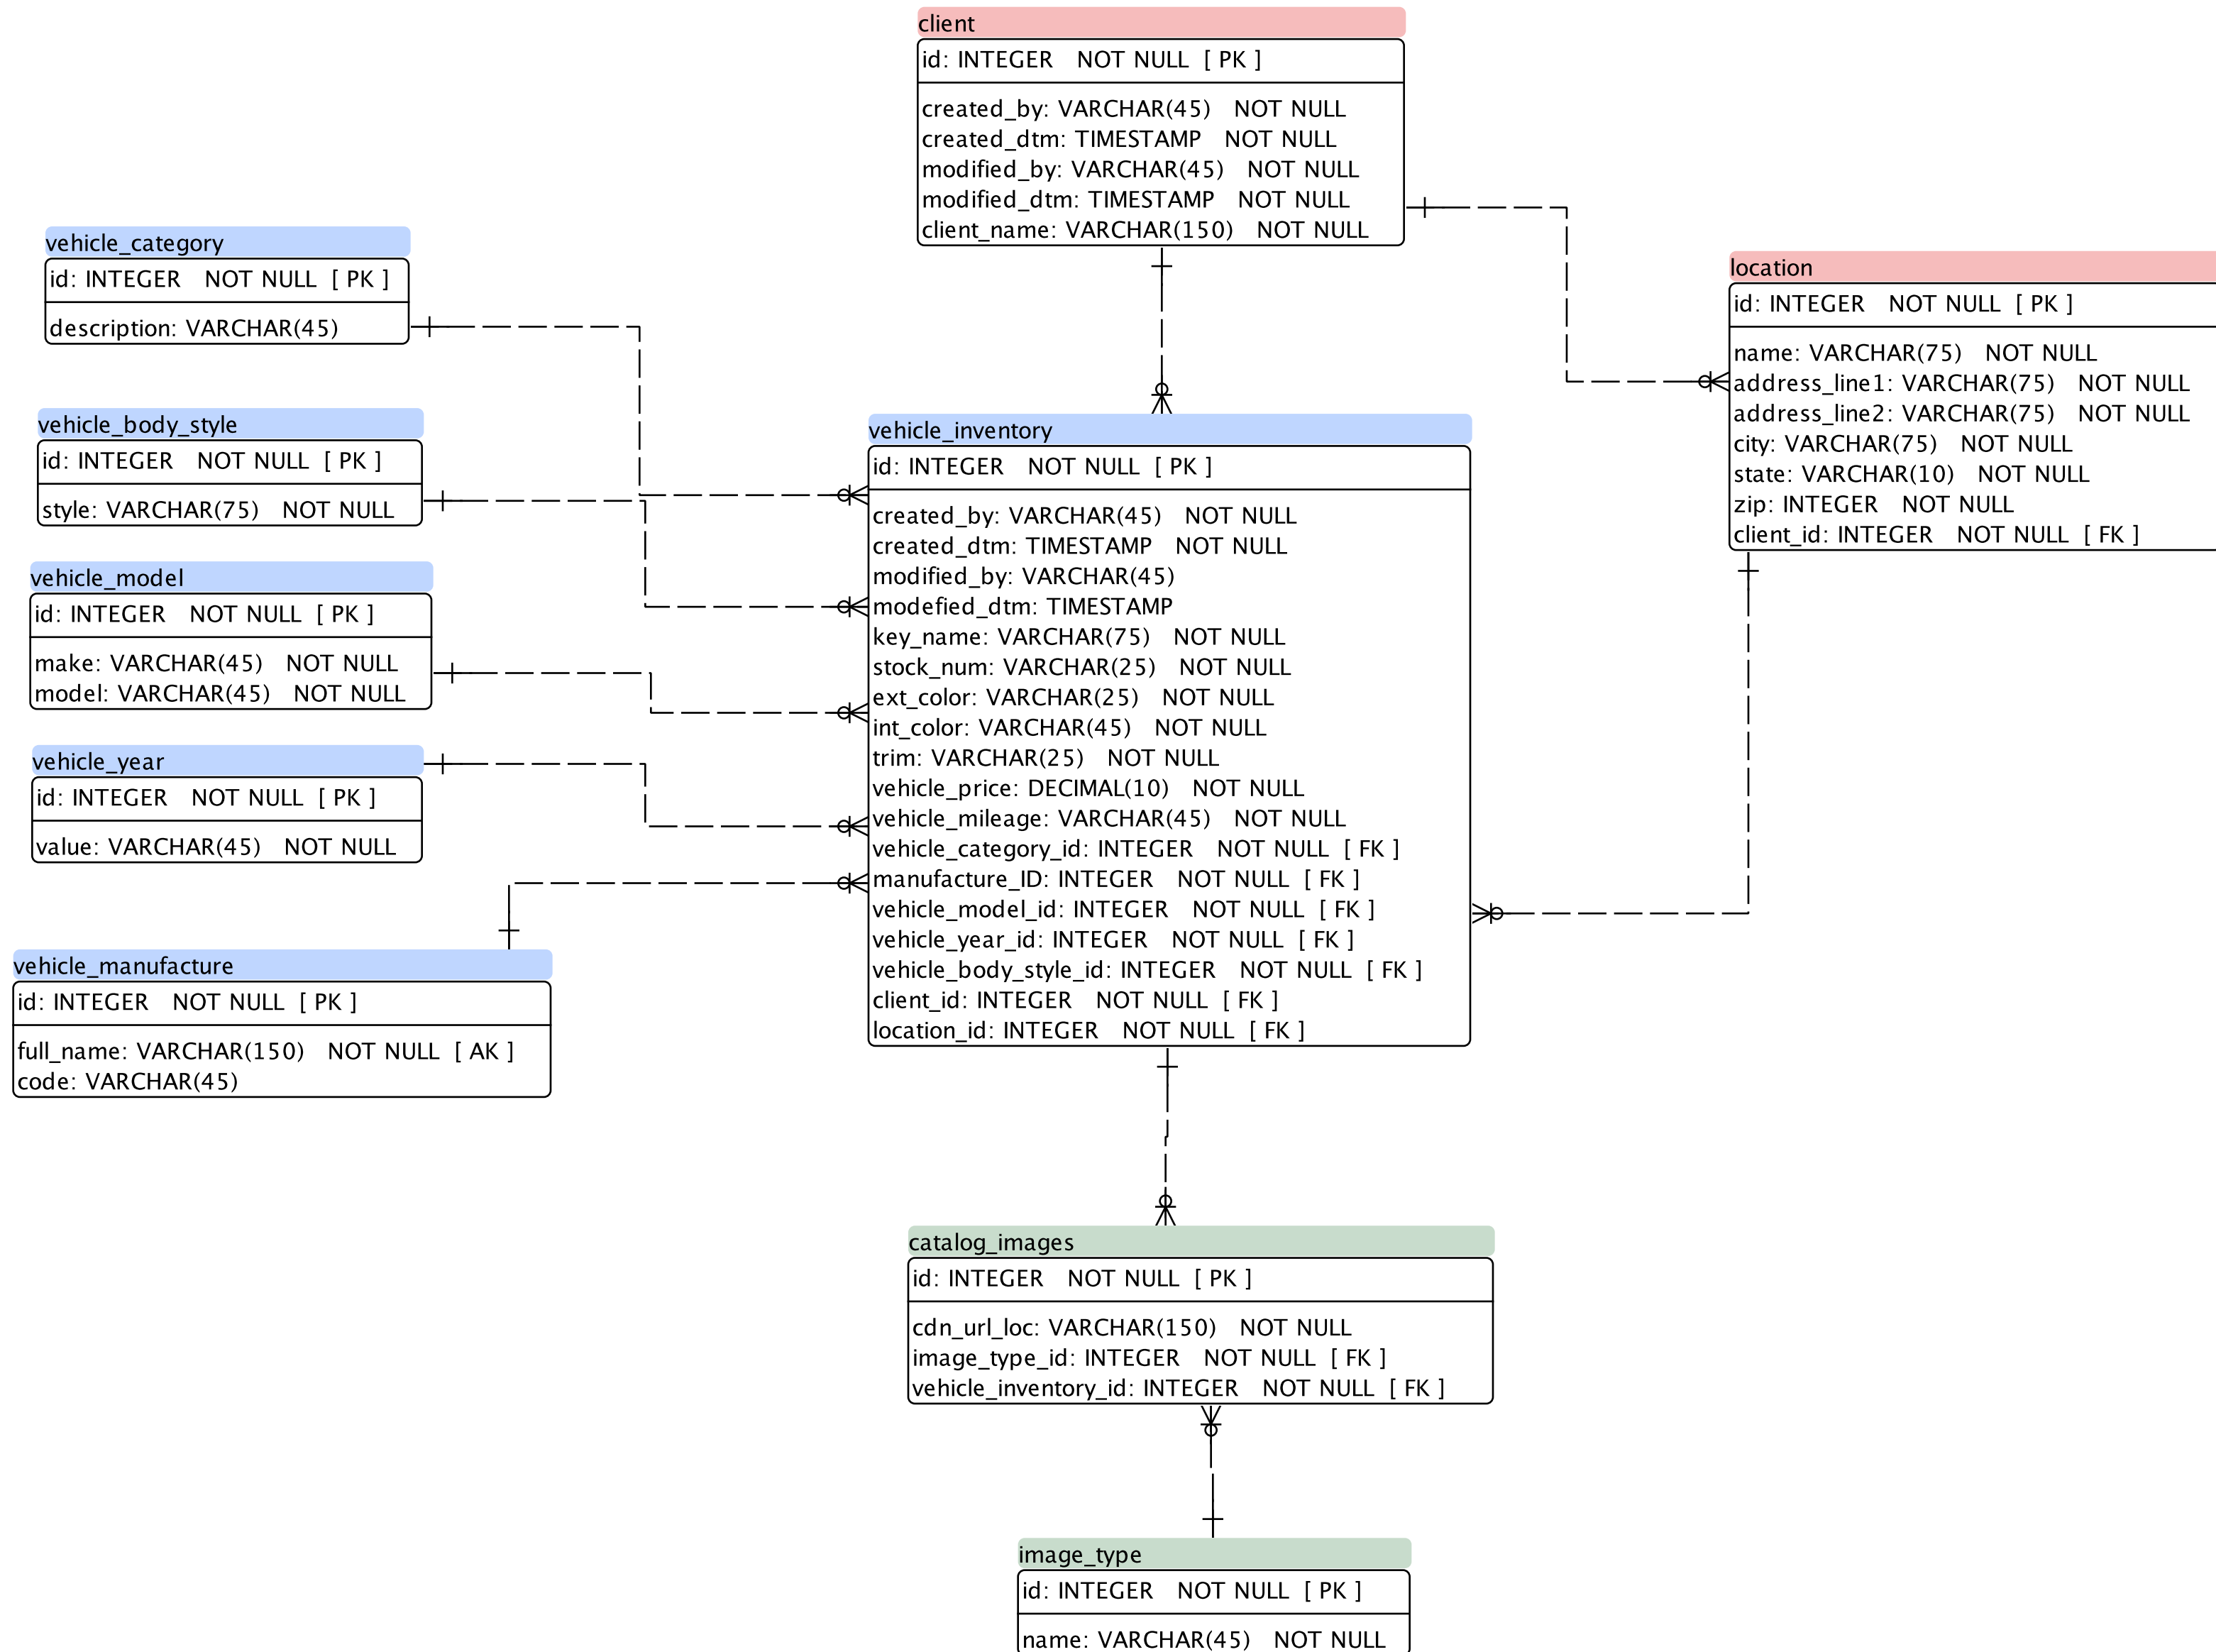 client
id: INTEGER NOT NULL [ PK ]
created_by: VARCHAR(45) NOT NULL
created_dtm: TIMESTAMP NOT NULL
modified_by: VARCHAR(45) NOT NULL
modified_dtm: TIMESTAMP NOT NULL
client_name: VARCHAR(150) NOT NULL
vehicle_category
id: INTEGER NOT NULL [ PK ]
description: VARCHAR(45)
location
id: INTEGER NOT NULL [ PK ]
name: VARCHAR(75) NOT NULL
address_line1: VARCHAR(75) NOT NULL
address_line2: VARCHAR(75) NOT NULL
city: VARCHAR(75) NOT NULL
state: VARCHAR(10) NOT NULL
zip: INTEGER NOT NULL
client_id: INTEGER NOT NULL [ FK ]
vehicle_body_style
id: INTEGER NOT NULL [ PK ]
style: VARCHAR(75) NOT NULL
vehicle_model
id: INTEGER NOT NULL [ PK ]
make: VARCHAR(45) NOT NULL
model: VARCHAR(45) NOT NULL
vehicle_year
id: INTEGER NOT NULL [ PK ]
value: VARCHAR(45) NOT NULL
vehicle_manufacture
id: INTEGER NOT NULL [ PK ]
full_name: VARCHAR(150) NOT NULL [ AK ]
code: VARCHAR(45)
vehicle_inventory
id: INTEGER NOT NULL [ PK ]
created_by: VARCHAR(45) NOT NULL
created_dtm: TIMESTAMP NOT NULL
modified_by: VARCHAR(45)
modefied_dtm: TIMESTAMP
key_name: VARCHAR(75) NOT NULL
stock_num: VARCHAR(25) NOT NULL
ext_color: VARCHAR(25) NOT NULL
int_color: VARCHAR(45) NOT NULL
trim: VARCHAR(25) NOT NULL
vehicle_price: DECIMAL(10) NOT NULL
vehicle_mileage: VARCHAR(45) NOT NULL
vehicle_category_id: INTEGER NOT NULL [ FK ]
manufacture_ID: INTEGER NOT NULL [ FK ]
vehicle_model_id: INTEGER NOT NULL [ FK ]
vehicle_year_id: INTEGER NOT NULL [ FK ]
vehicle_body_style_id: INTEGER NOT NULL [ FK ]
client_id: INTEGER NOT NULL [ FK ]
location_id: INTEGER NOT NULL [ FK ]
catalog_images
id: INTEGER NOT NULL [ PK ]
cdn_url_loc: VARCHAR(150) NOT NULL
image_type_id: INTEGER NOT NULL [ FK ]
vehicle_inventory_id: INTEGER NOT NULL [ FK ]
image_type
id: INTEGER NOT NULL [ PK ]
name: VARCHAR(45) NOT NULL